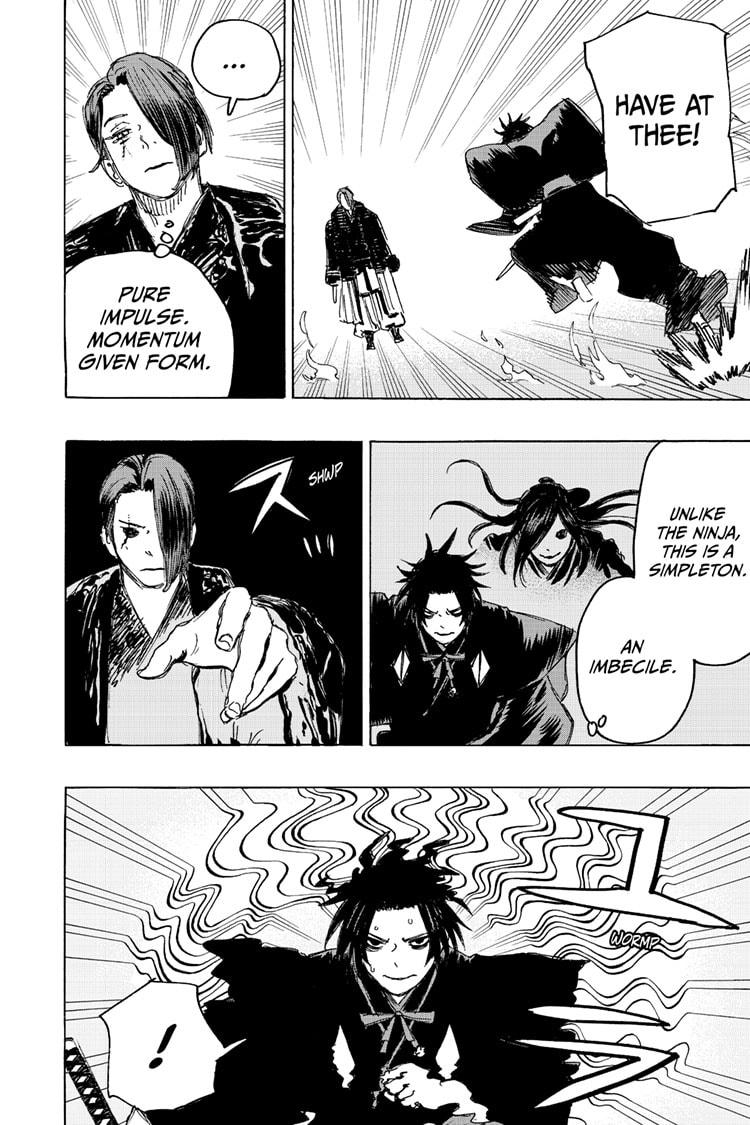 HAVE AT
THEE!
...
PURE
IMPULSE.
MOMENTUM
GIVEN FORM.
UNLIKE
THE NINJA,
THIS IS A
SIMPLETON.
AN
IMBECILE.
ス
SHWP
ユ
WORMP
!